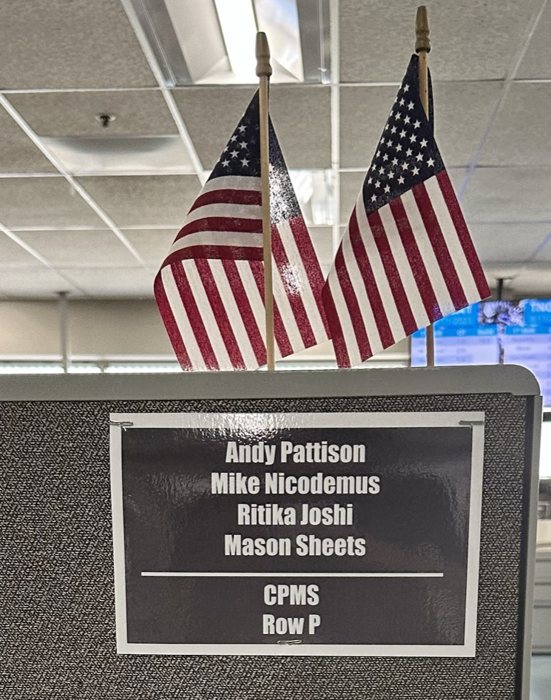 Andy Pattison
Mike Nicodemus
Ritika Joshi
Mason Sheets
CPMS
Row P